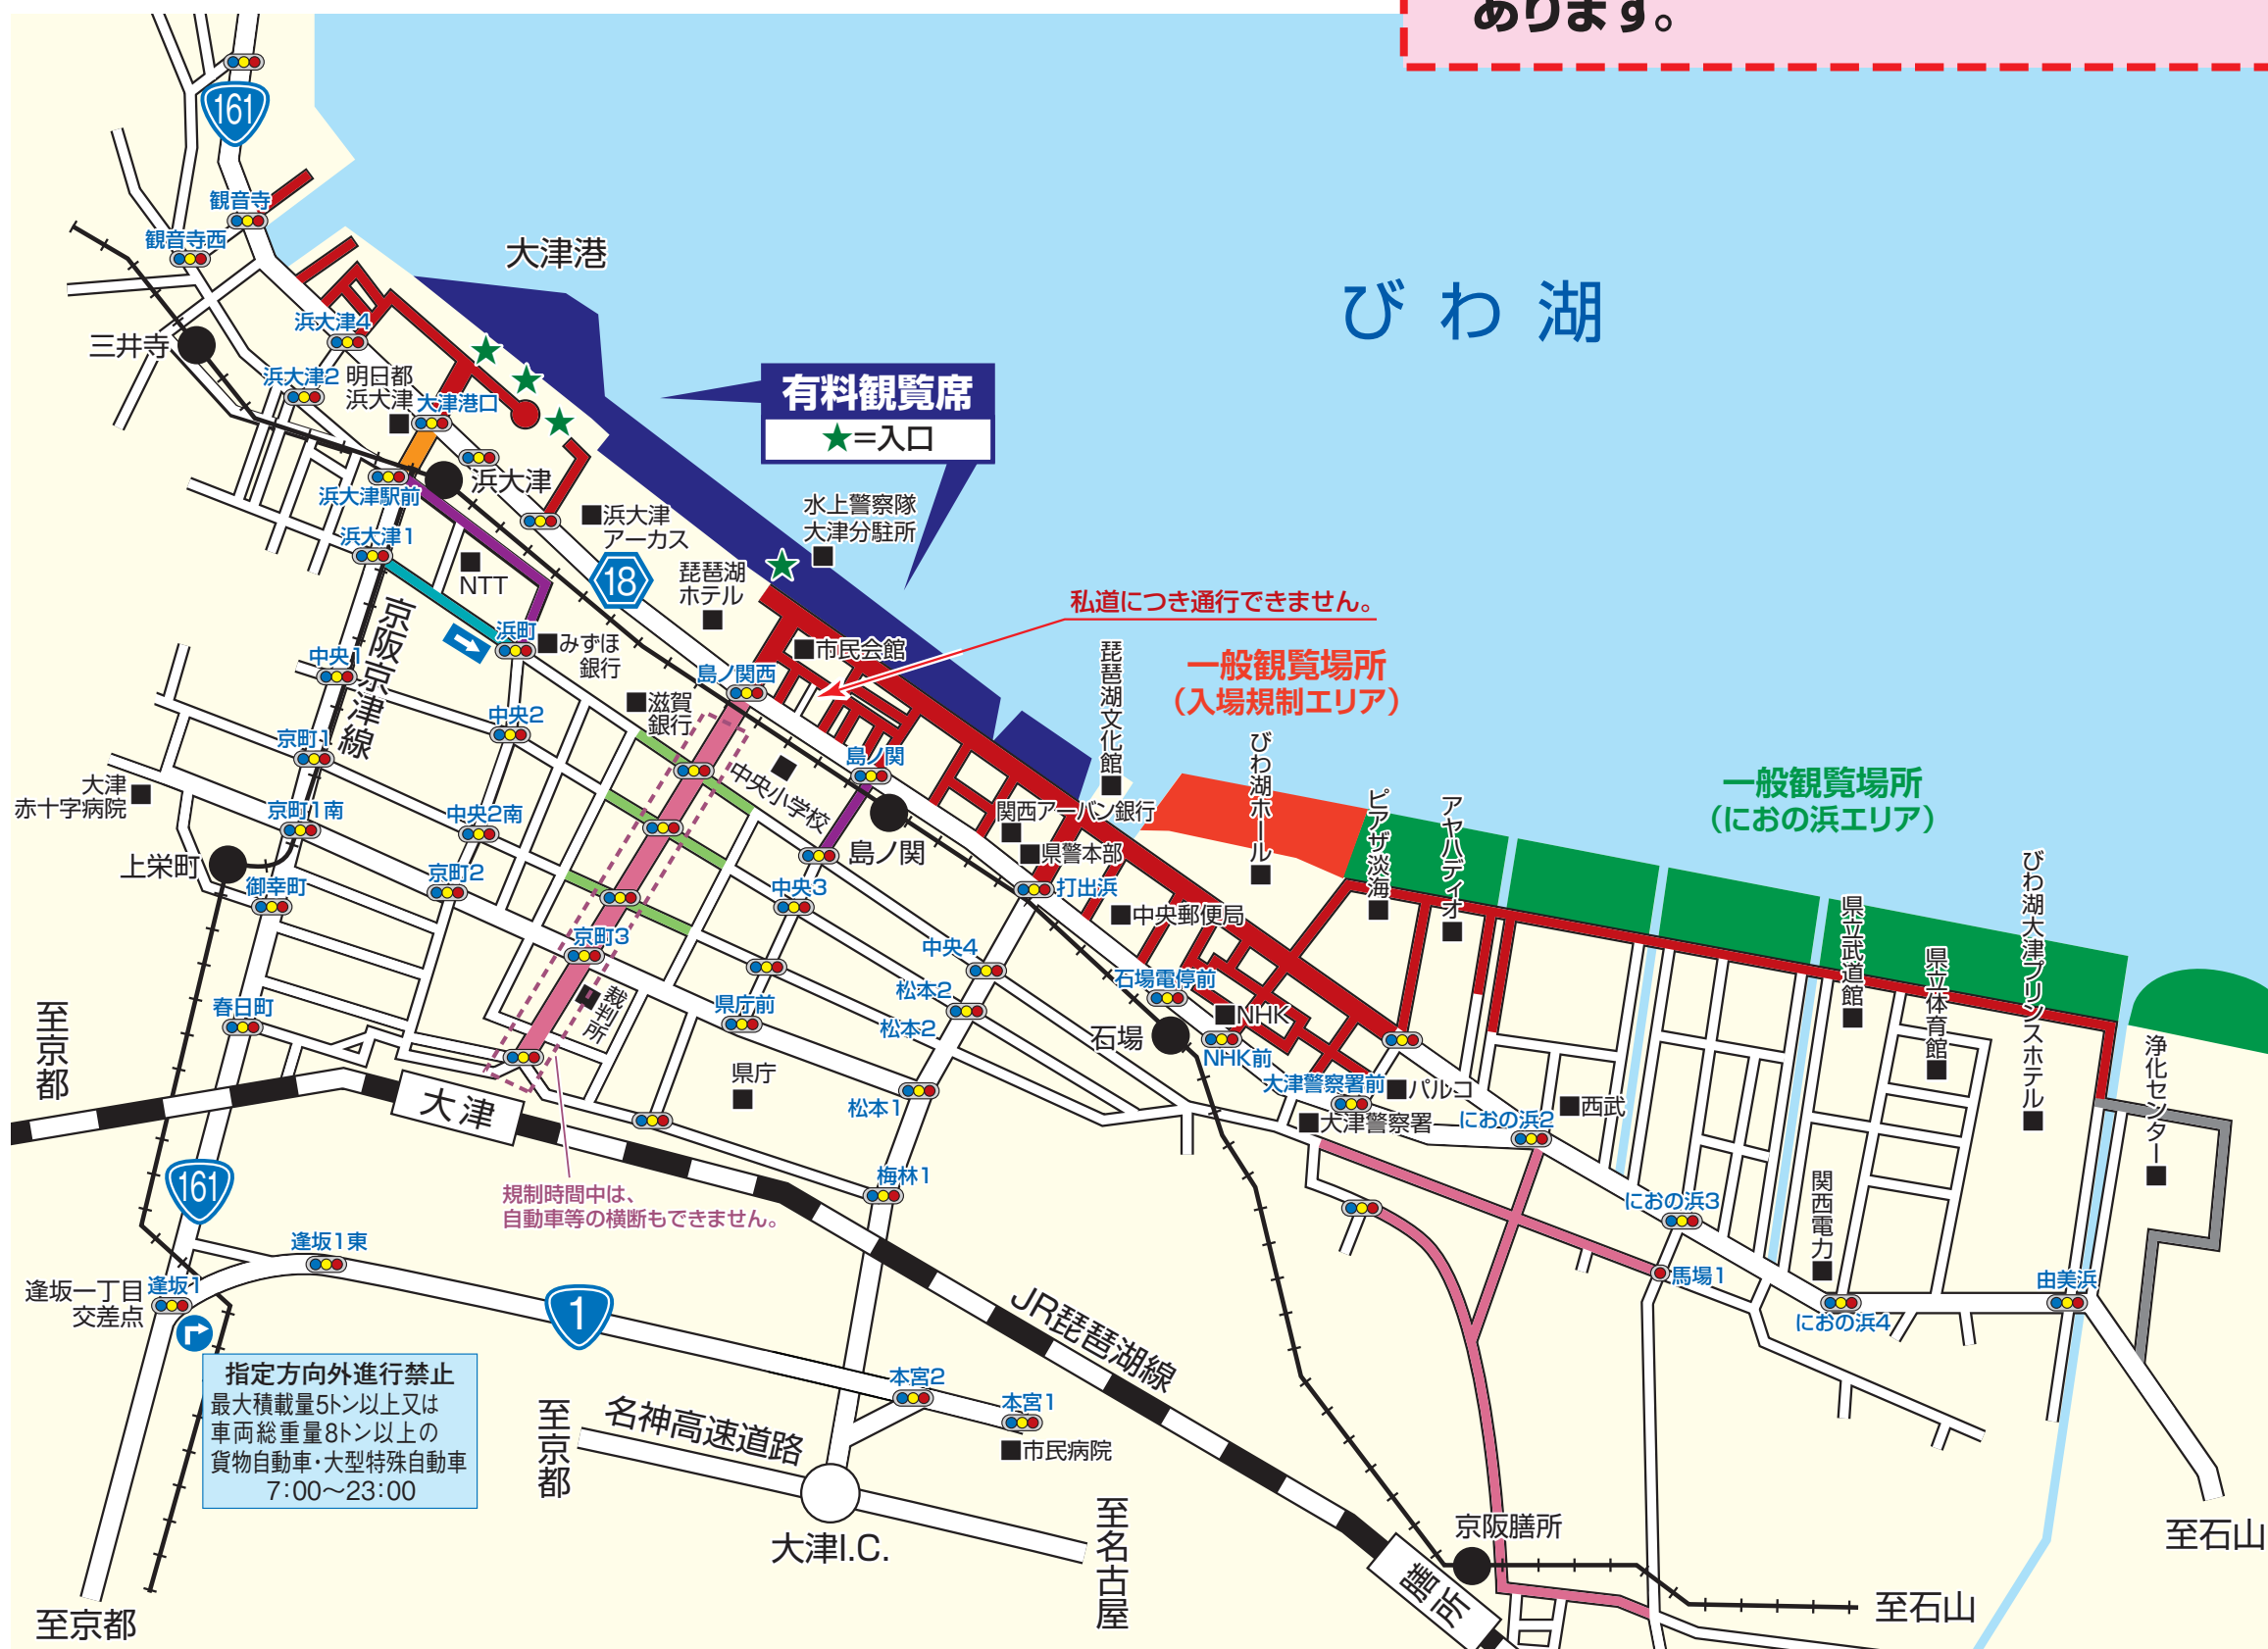 あります。
161
観音寺
観音寺西
大津港
びわ湖
三井寺
浜大津4
浜大津2
明日都
浜大津
大津港口
有料観覧席
★=入口
浜大津
浜大津駅前
浜大津1
水上警察隊
大津分駐所
浜大津
アーカス
NTT
18
琵琶湖
ホテル
私道につき通行できません。
京阪京津線
浜町
みずほ
銀行
市民会館
琵琶湖文化館
一般観覧場所
（入場規制エリア）
中央1
島ノ関西
滋賀
銀行
中央2
京町1
島ノ関
中央小学校
びわ湖ホール
一般観覧場所
（におの浜エリア）
大津
赤十字病院
京町1南
中央2南
関西アーバン銀行
県警本部
島ノ関
ピアザ淡海
アヤハディオ
上栄町
御幸町
京町2
中央3
打出浜
中央郵便局
びわ湖大津プリンスホテル
県立武道館
県立体育館
京町3
中央4
石場電停前
裁判所
松本2
県庁前
松本2
NHK
石場
NHK前
春日町
至京都
浄化センター
県庁
大津
松本1
大津警察署前
パルコ
大津警察署
におの浜2
西武
161
規制時間中は、
自動車等の横断もできません。
梅林1
におの浜3
関西電力
逢坂1東
逢坂一丁目
交差点
逢坂1
馬場1
由美浜
におの浜4
1
JR琵琶湖線
指定方向外進行禁止
最大積載量5トン以上又は
車両総重量8トン以上の
貨物自動車・大型特殊自動車
7：00～23：00
本宮2
本宮1
市民病院
至京都
名神高速道路
大津I.C.
至名古屋
京阪膳所
膳所
至石山
至石山
至京都